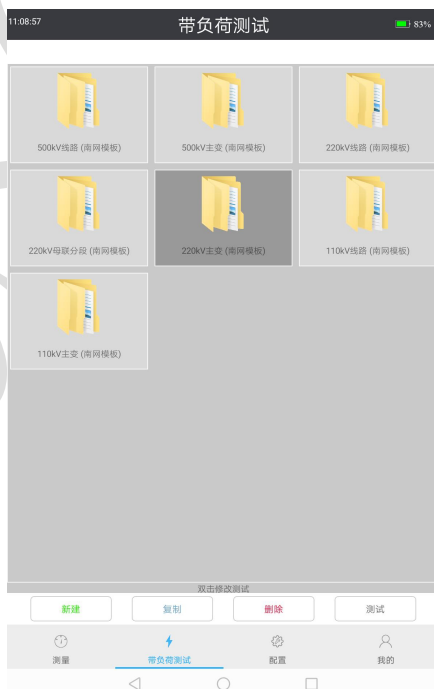 11:08:57 带负荷测试 83%
500kV线路 (南网模板) 500kV主变 (南网模板) 220kV线路 (南网模板)
220kV母联分段 (南网模板) 220kV主变 (南网模板) 110kV线路 (南网模板)
110kV主变 (南网模板)
双击修改测试
新建 复制 删除 测试
测量 带负荷测试 配置 我的